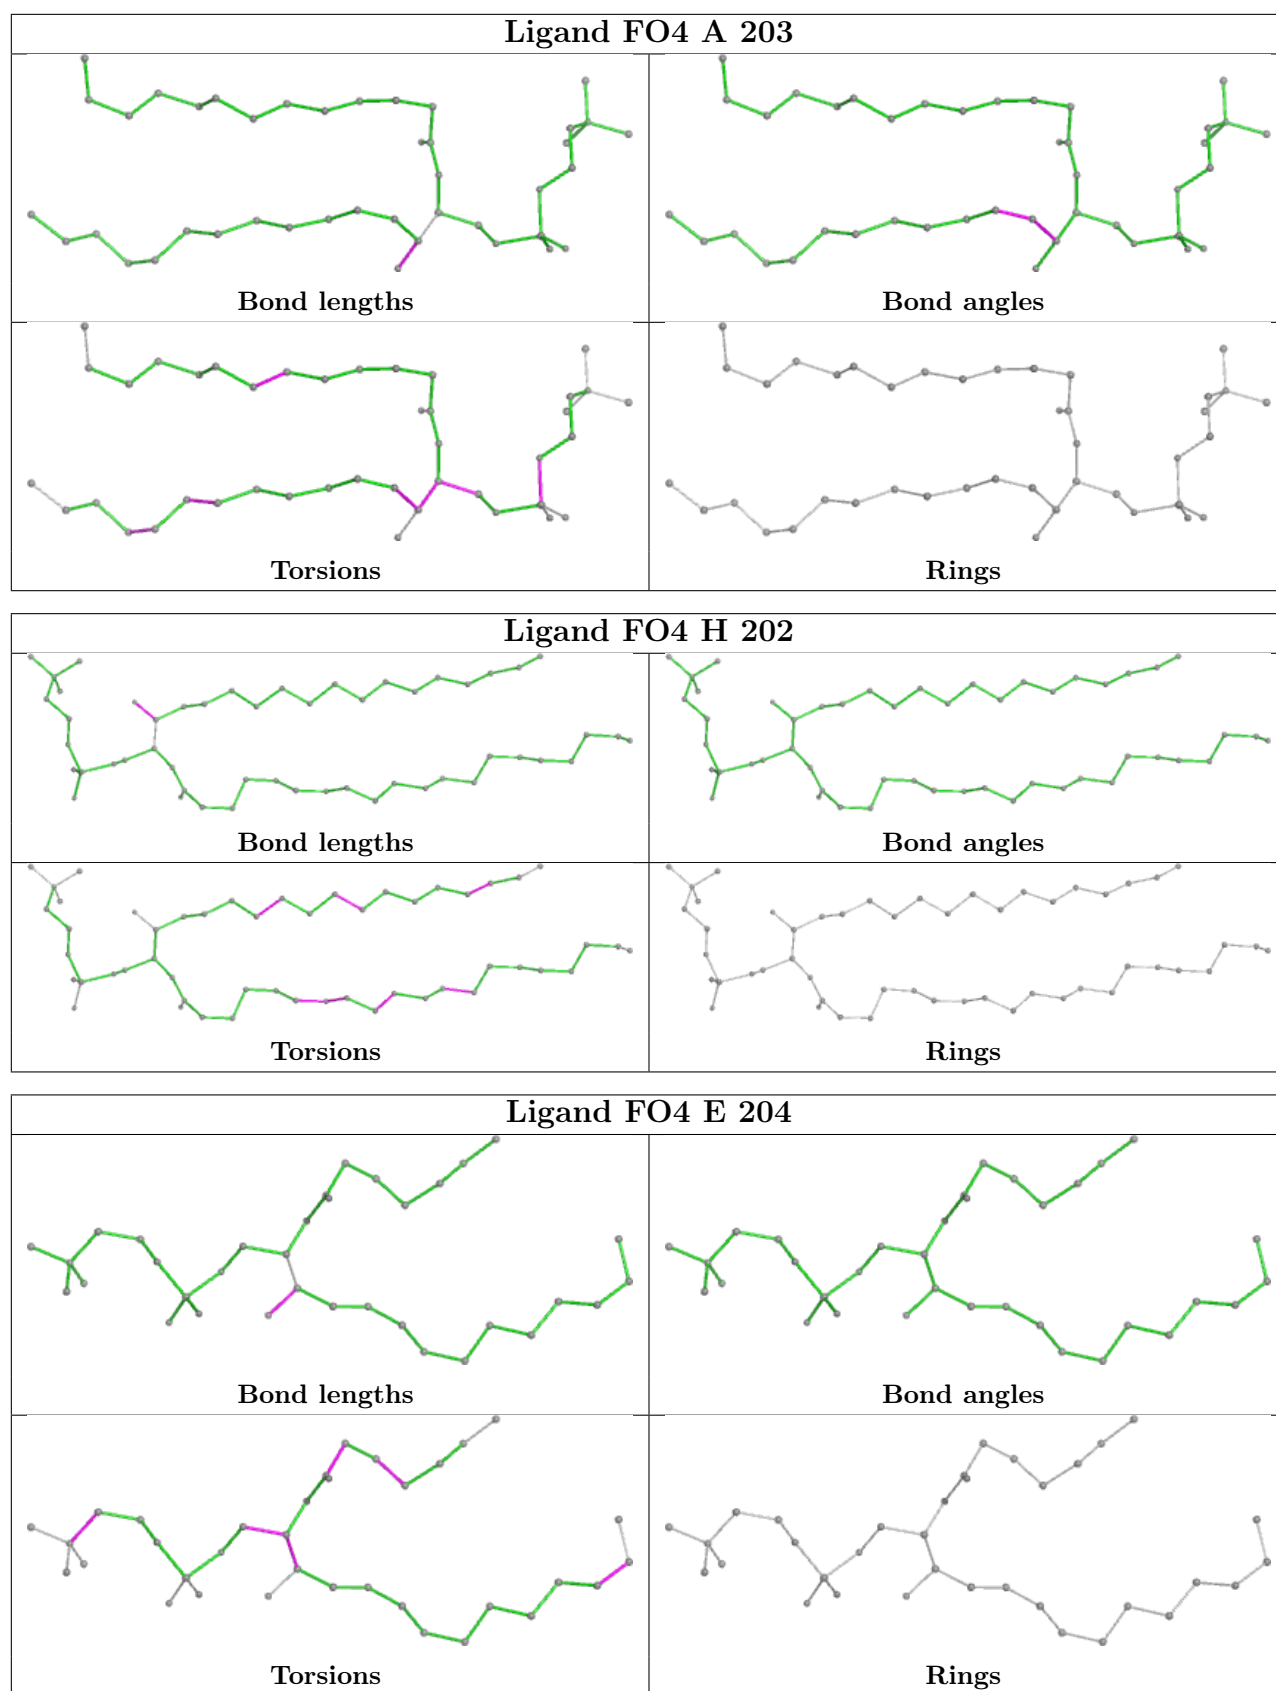 Ligand FO4 A 203
Bond lengths
Bond angles
Torsions
Rings
Ligand FO4 H 202
Bond lengths
Bond angles
Torsions
Rings
Ligand FO4 E 204
Bond lengths
Bond angles
Torsions
Rings